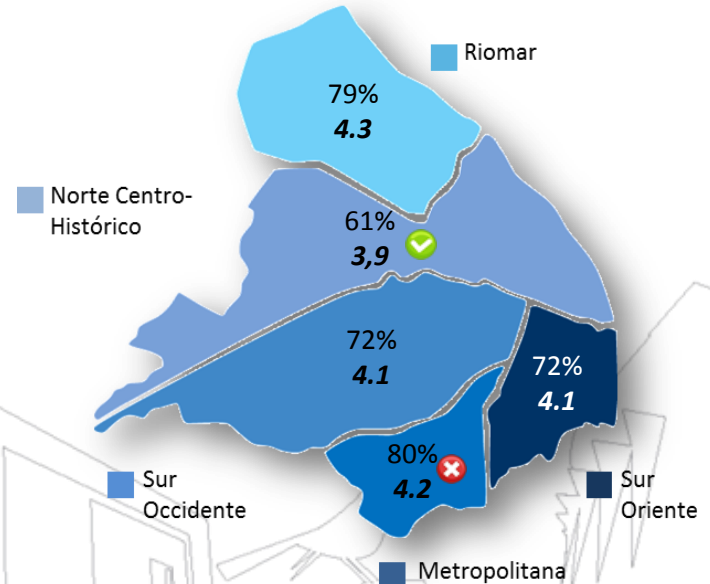 79%
4.3
Riomar
Norte Centro-
Histórico
61%
3,9
72%
4.1
72%
4.1
80%
4.2
Sur
Occidente
Sur
Oriente
Metropolitana